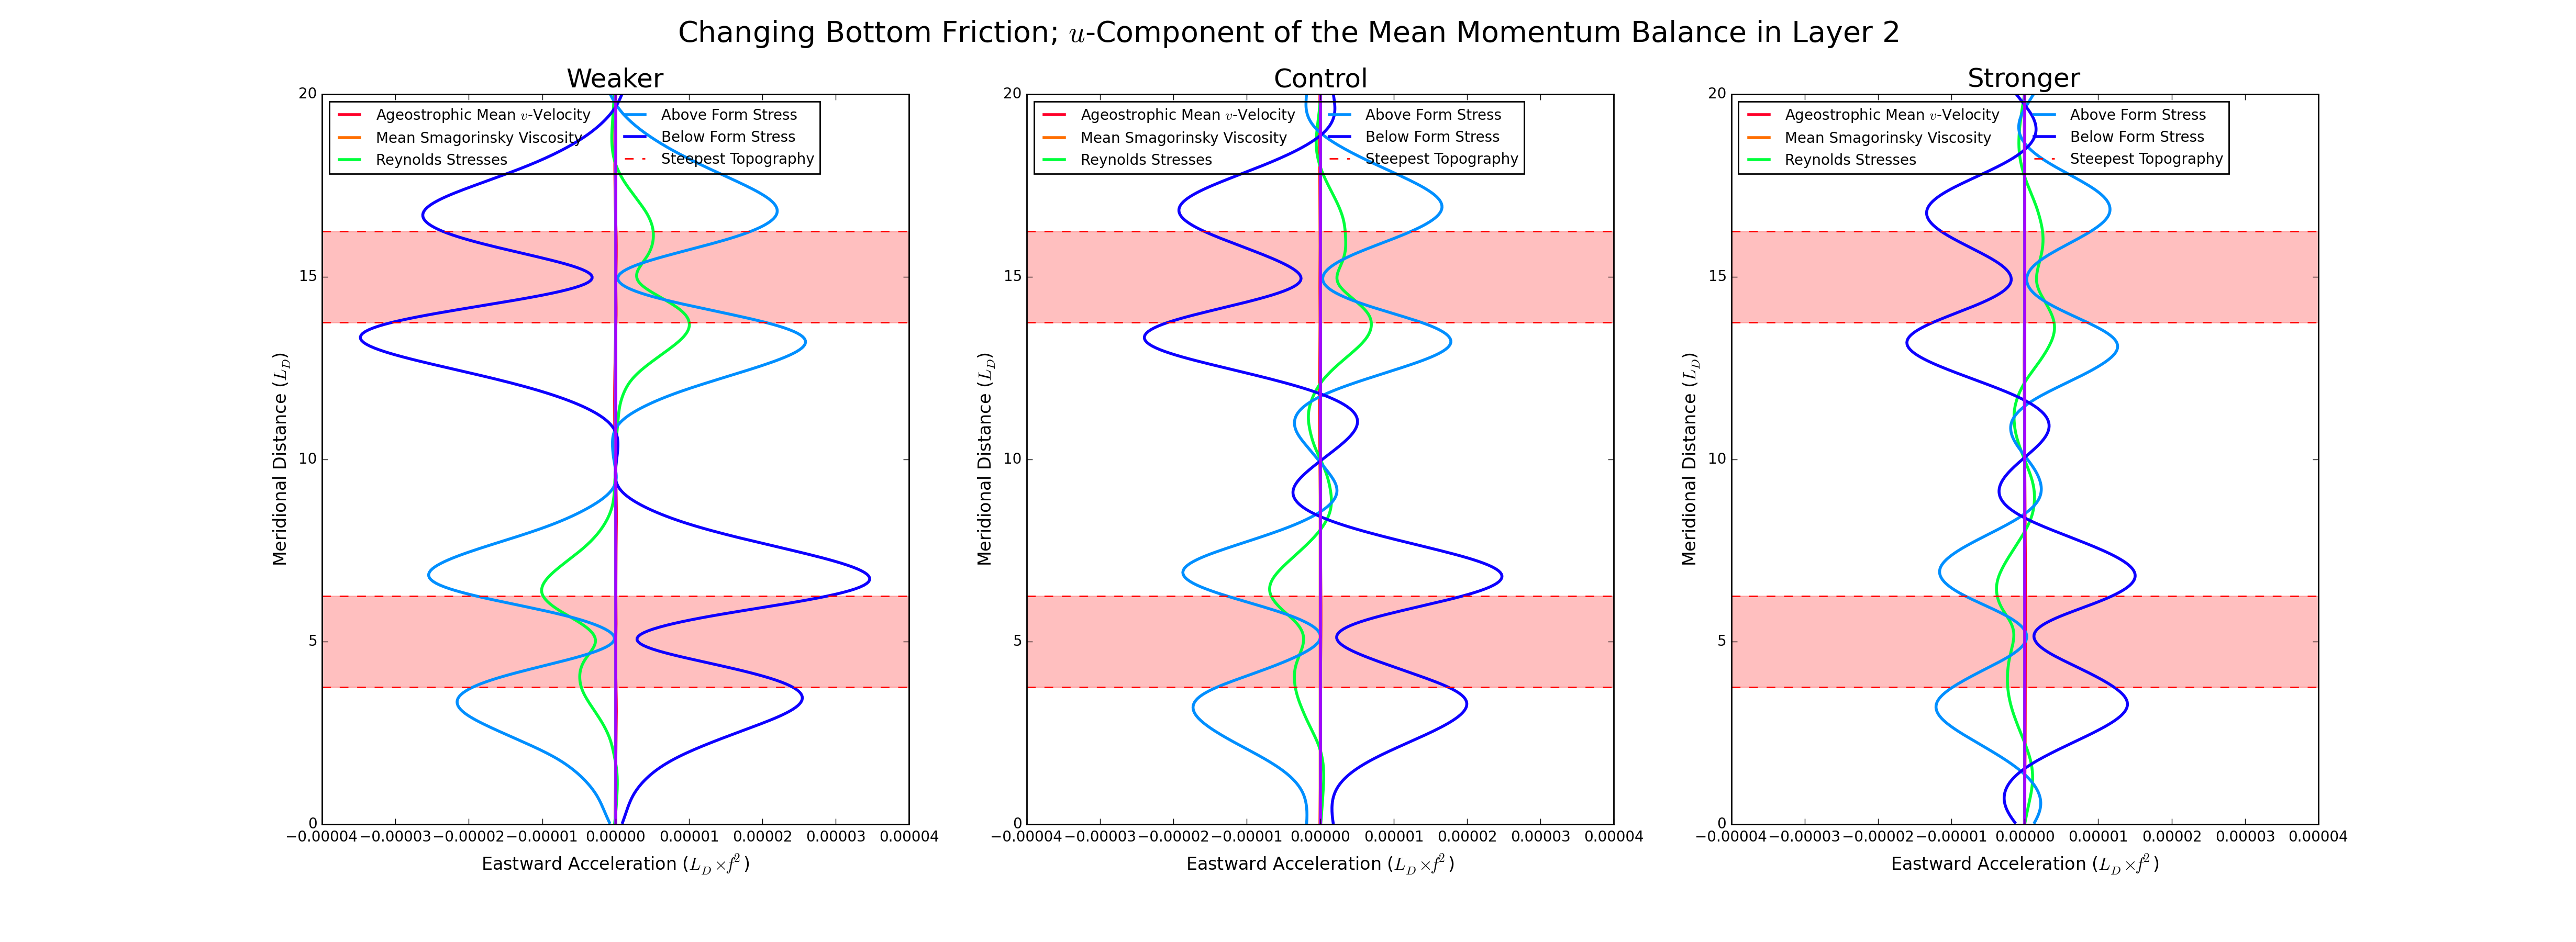 Changing Bottom Friction; u-Component of the Mean Momentum Balance in Layer 2
Weaker
Ageostrophic Mean v-Velocity
Mean Smagorinsky Viscosity
Reynolds Stresses
Above Form Stress
Below Form Stress
Steepest Topography
20
15
10
5
0
Meridional Distance (L_D)
−0.00004 −0.00003 −0.00002 −0.00001 0.00000 0.00001 0.00002 0.00003 0.00004
Eastward Acceleration (L_D×f²)
Control
Ageostrophic Mean v-Velocity
Mean Smagorinsky Viscosity
Reynolds Stresses
Above Form Stress
Below Form Stress
Steepest Topography
20
15
10
5
0
Meridional Distance (L_D)
−0.00004 −0.00003 −0.00002 −0.00001 0.00000 0.00001 0.00002 0.00003 0.00004
Eastward Acceleration (L_D×f²)
Stronger
Ageostrophic Mean v-Velocity
Mean Smagorinsky Viscosity
Reynolds Stresses
Above Form Stress
Below Form Stress
Steepest Topography
20
15
10
5
0
Meridional Distance (L_D)
−0.00004 −0.00003 −0.00002 −0.00001 0.00000 0.00001 0.00002 0.00003 0.00004
Eastward Acceleration (L_D×f²)